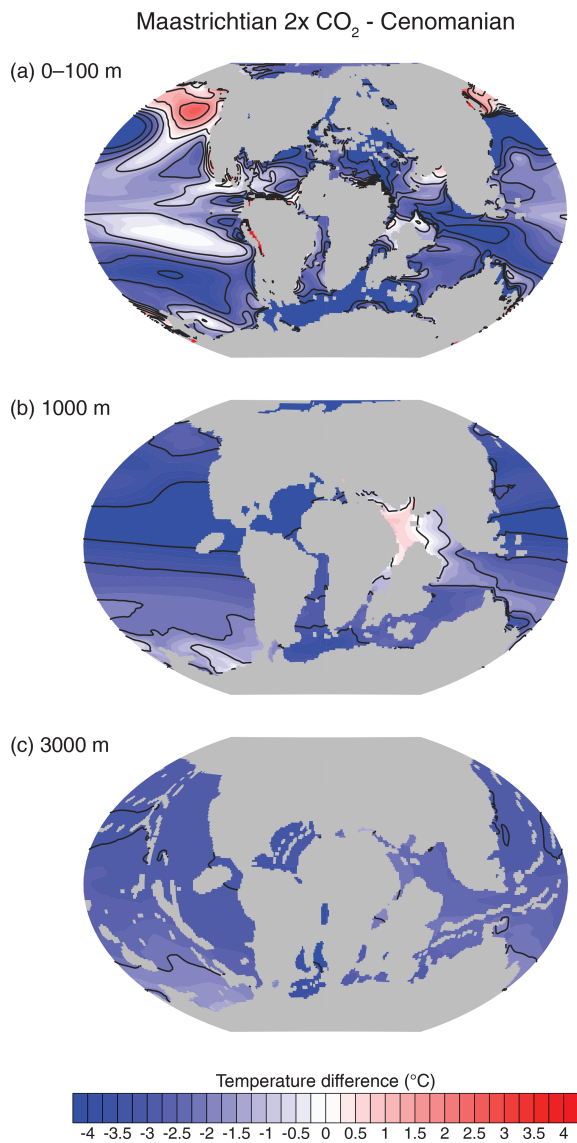 Maastrichtian 2x CO₂ - Cenomanian
(a) 0–100 m
(b) 1000 m
(c) 3000 m
Temperature difference (°C)
-4 -3.5 -3 -2.5 -2 -1.5 -1 -0.5 0 0.5 1 1.5 2 2.5 3 3.5 4